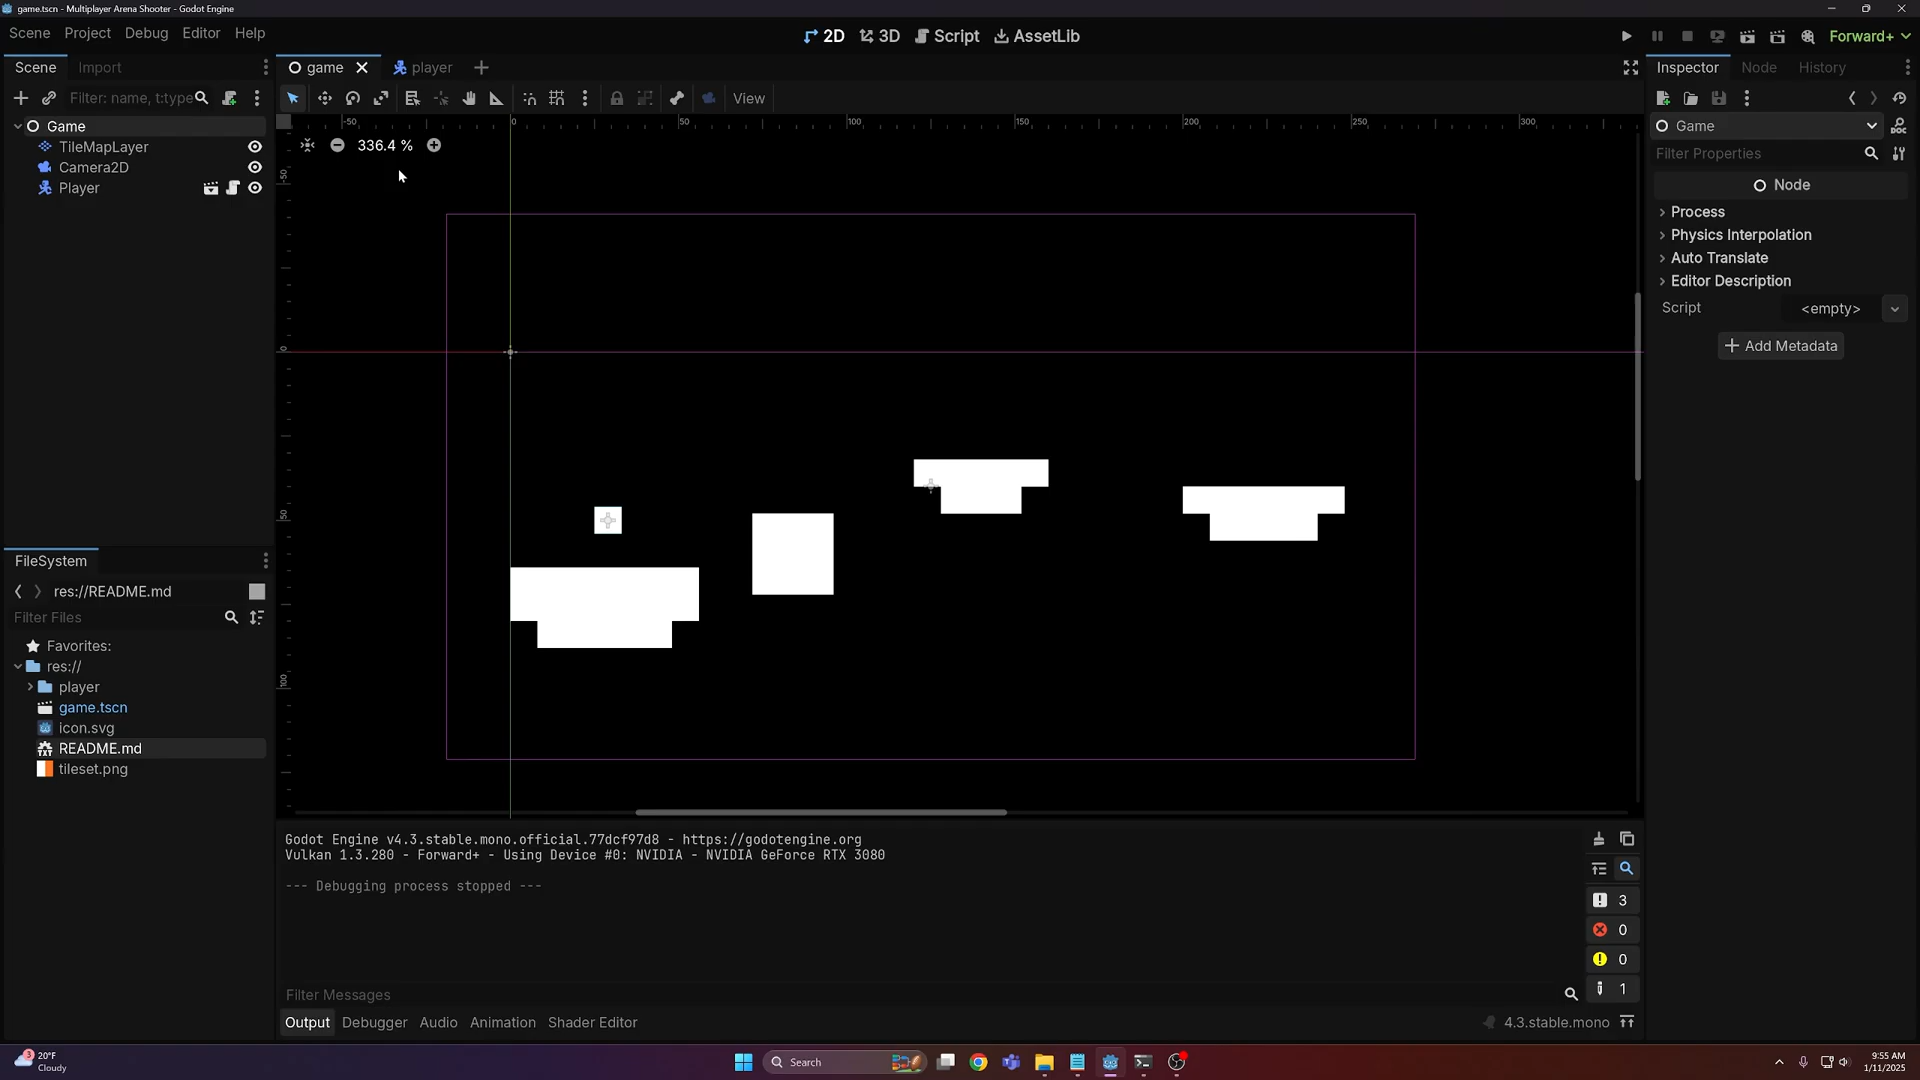 game.tscn - Multiplayer Arena Shooter - Godot Engine
Scene Project Debug Editor Help
2D 3D Script AssetLib
Forward+
Scene Import
game player
Inspector Node History
Filter: name, t:type
View
Game
Game
Filter Properties
-50 0 50 100 150 200 250 300
336.4 %
TileMapLayer
Camera2D
Player
Node
Process
Physics Interpolation
Auto Translate
Editor Description
Script <empty>
Add Metadata
-50
0
50
100
FileSystem
res://README.md
Filter Files
Favorites:
res://
player
game.tscn
icon.svg
README.md
tileset.png
Godot Engine v4.3.stable.mono.official.77dcf97d8 - https://godotengine.org
Vulkan 1.3.280 - Forward+ - Using Device #0: NVIDIA - NVIDIA GeForce RTX 3080
--- Debugging process stopped ---
3
0
0
1
Filter Messages
Output Debugger Audio Animation Shader Editor
4.3.stable.mono
3
20°F
Cloudy
Search
9:55 AM
1/11/2025